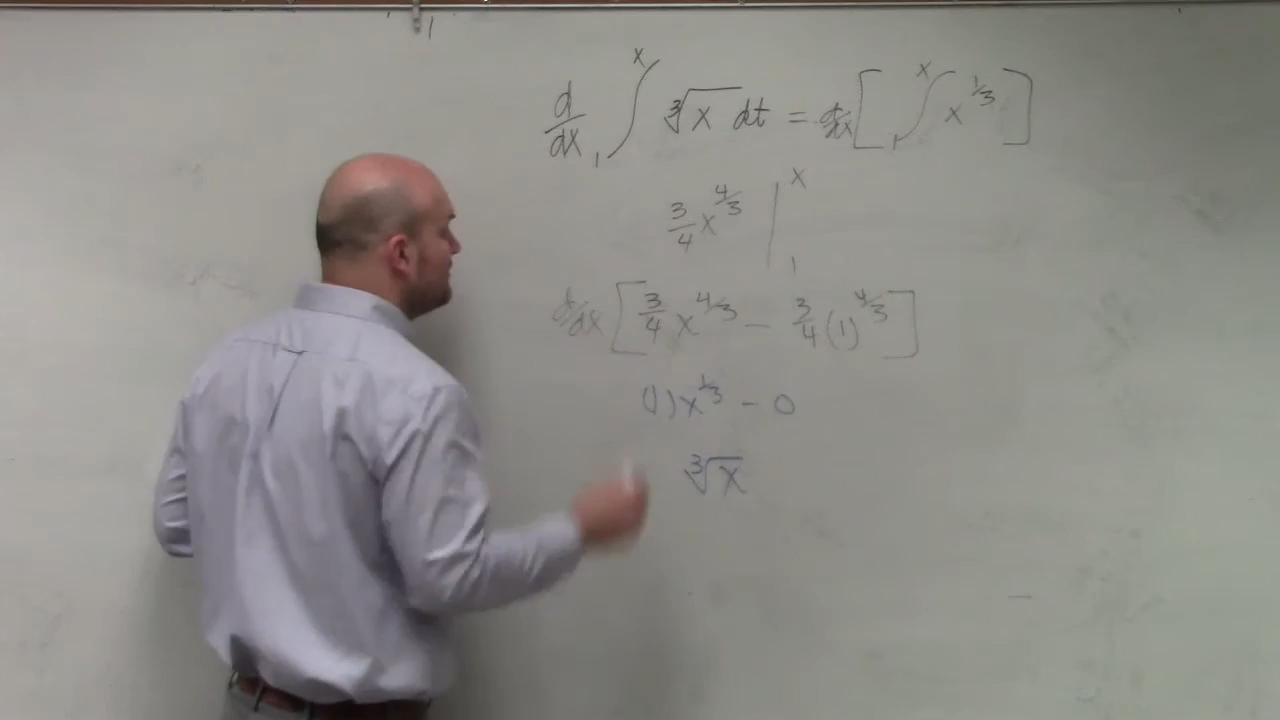 d/dx ∫₁ˣ ∛x dt = d/dx [ ∫₁ˣ x^{1/3} ]
3/4 x^{4/3} |₁ˣ
d/dx [ 3/4 x^{4/3} - 3/4 (1)^{4/3} ]
(1) x^{1/3} - 0
∛x